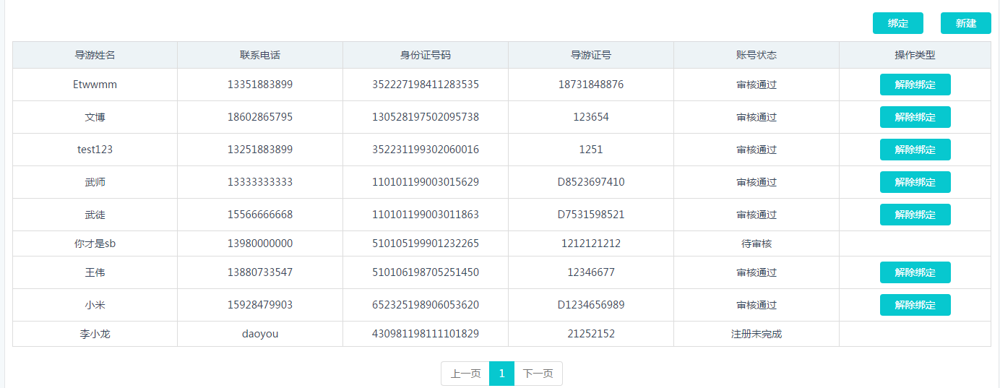 绑定 新建
导游姓名 联系电话 身份证号码 导游证号 账号状态 操作类型
Etwwmm 13351883899 352227198411283535 18731848876 审核通过 解除绑定
文博 18602865795 130528197502095738 123654 审核通过 解除绑定
test123 13251883899 352231199302060016 1251 审核通过 解除绑定
武师 13333333333 110101199003015629 D8523697410 审核通过 解除绑定
武徒 15566666668 110101199003011863 D7531598521 审核通过 解除绑定
你才是sb 13980000000 510105199901232265 1212121212 待审核
王伟 13880733547 510106198705251450 12346677 审核通过 解除绑定
小米 15928479903 652325198906053620 D1234656989 审核通过 解除绑定
李小龙 daoyou 430981198111101829 21252152 注册未完成
上一页 1 下一页